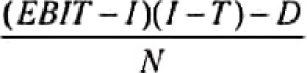 (EBIT – I)(I – T) – D
N